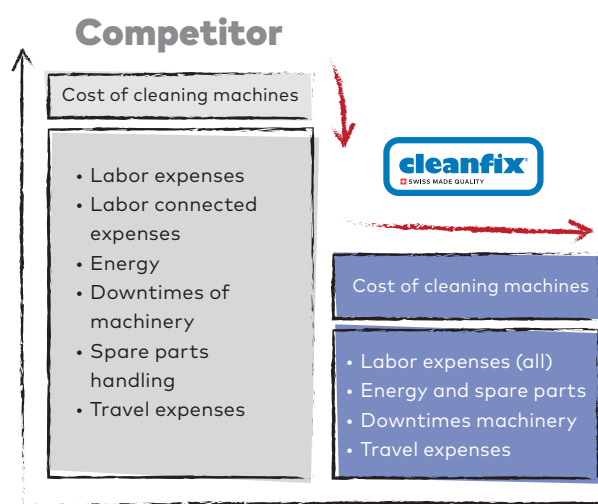 Competitor
Cost of cleaning machines
• Labor expenses
• Labor connected
expenses
• Energy
• Downtimes of
machinery
• Spare parts
handling
• Travel expenses
cleanfix®
SWISS MADE QUALITY
Cost of cleaning machines
• Labor expenses (all)
• Energy and spare parts
• Downtimes machinery
• Travel expenses